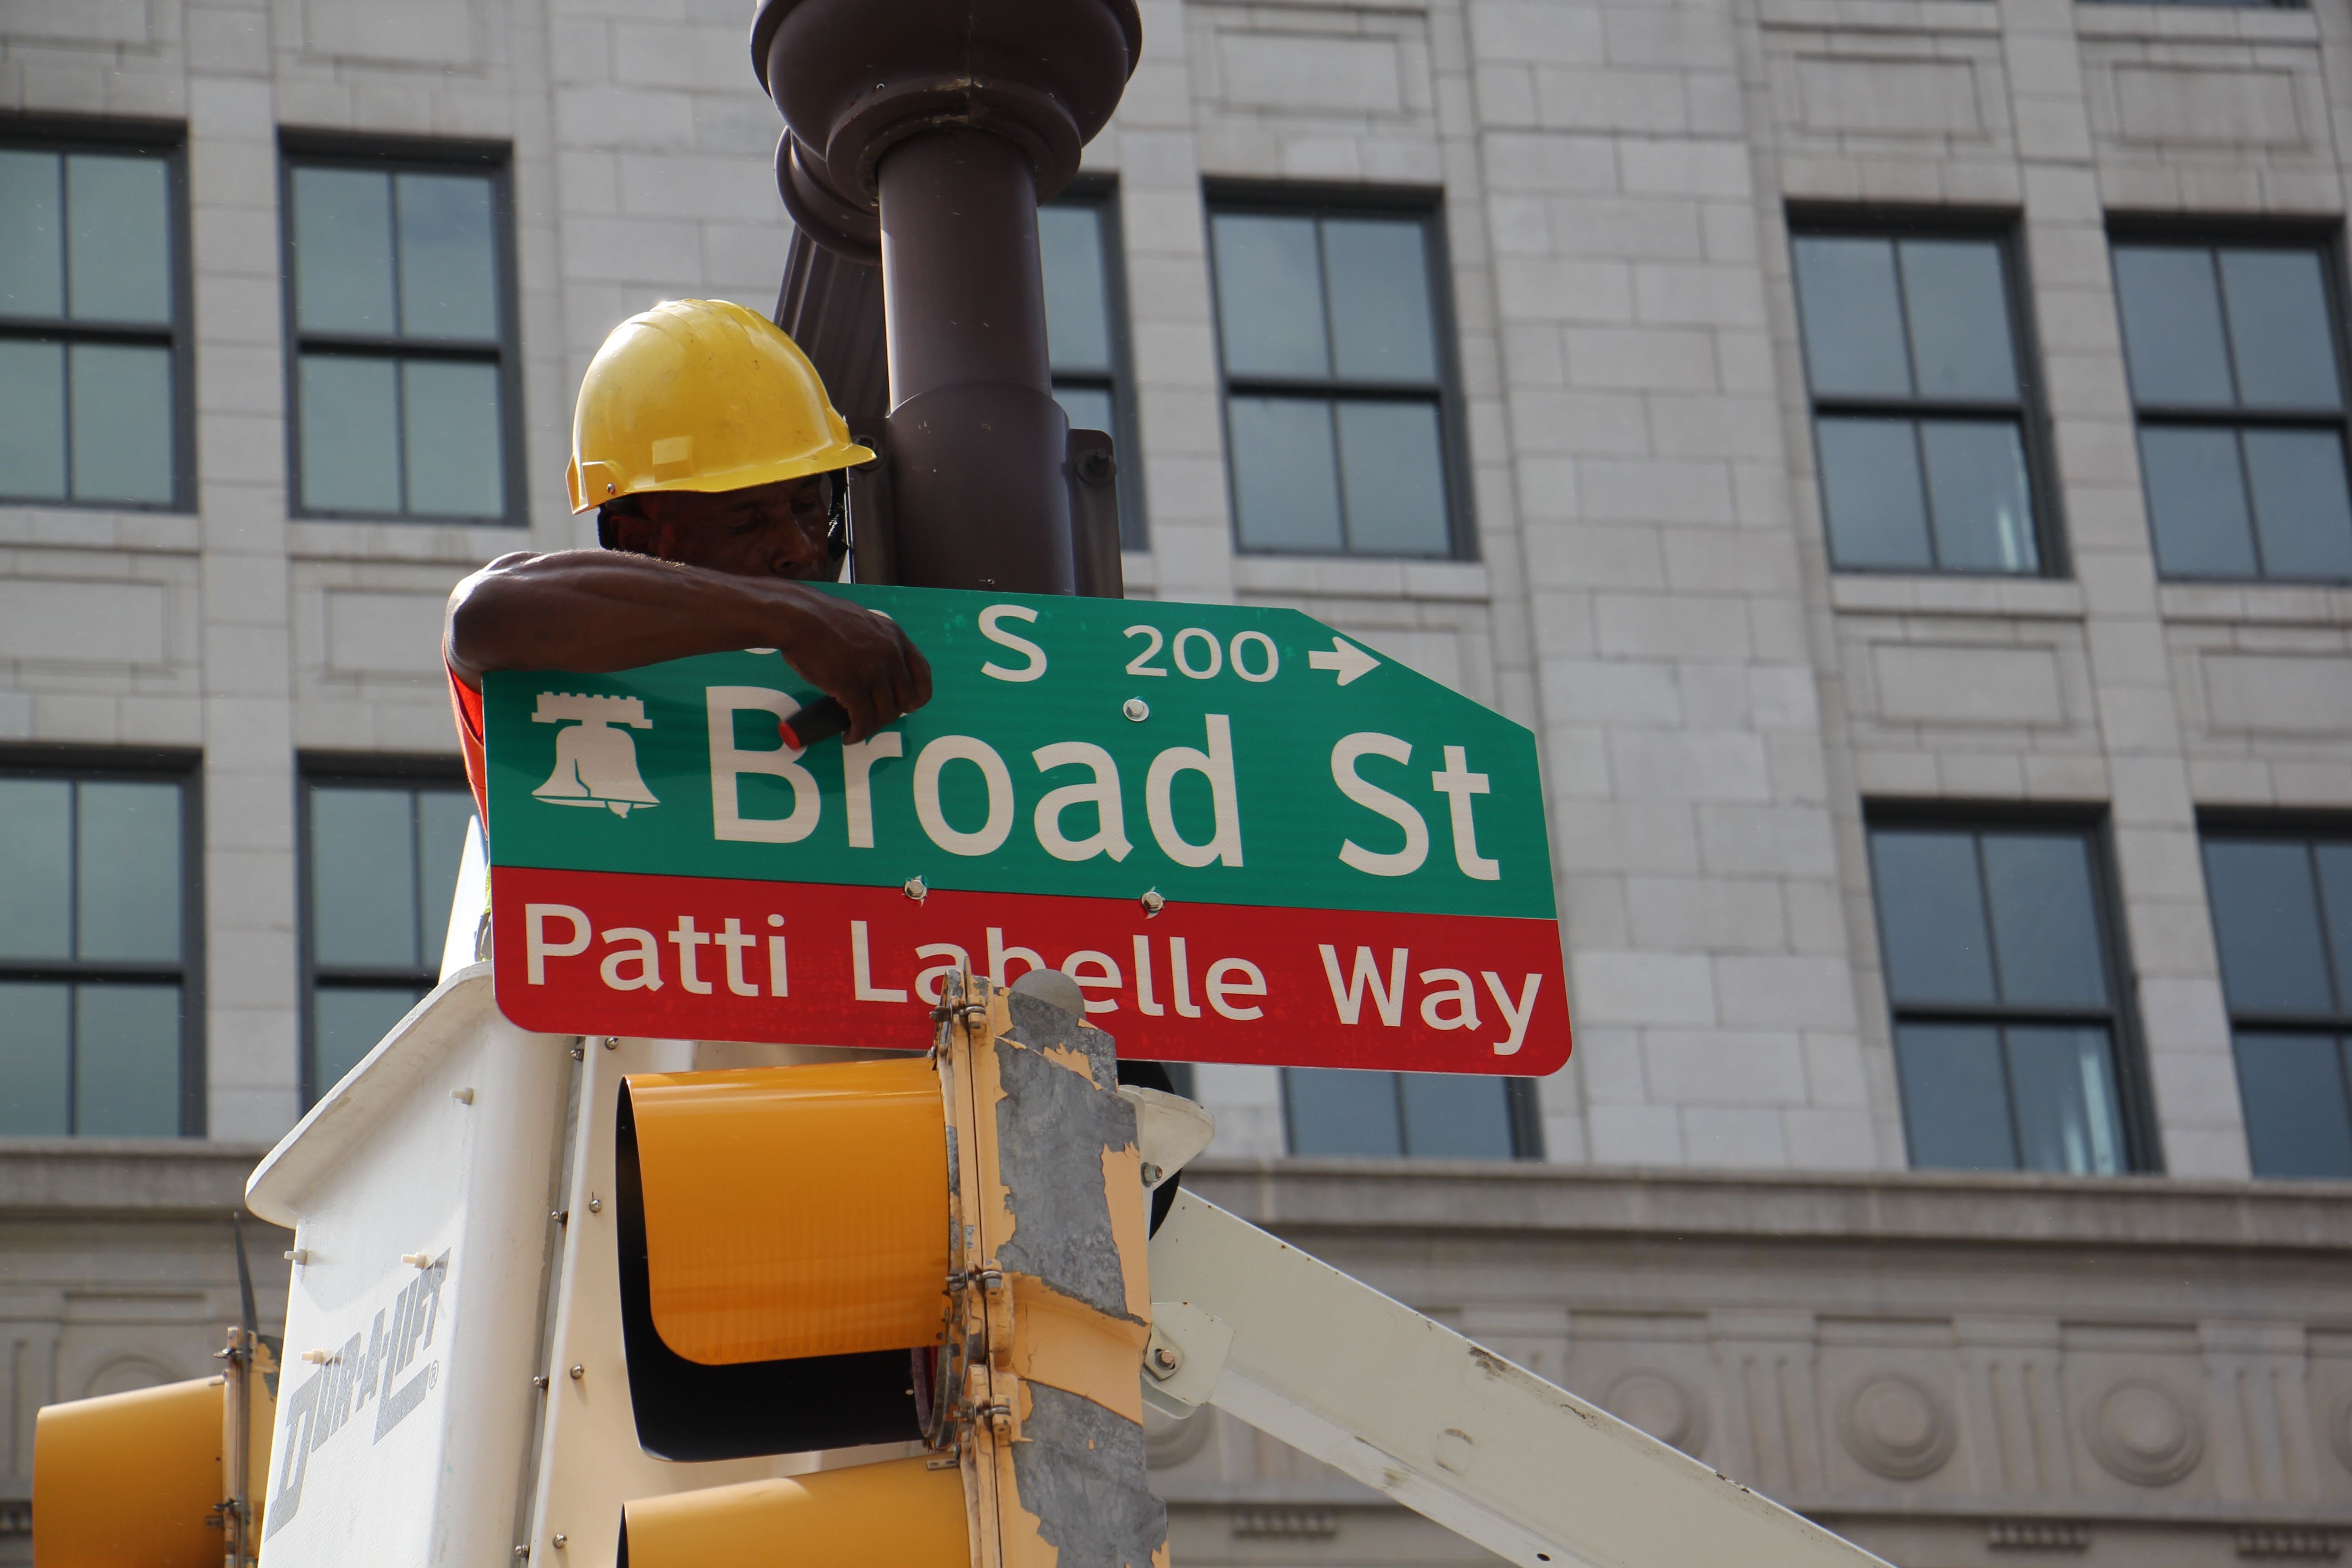 S 200 →
Broad St
Patti Labelle Way
DUR-A-LIFT®